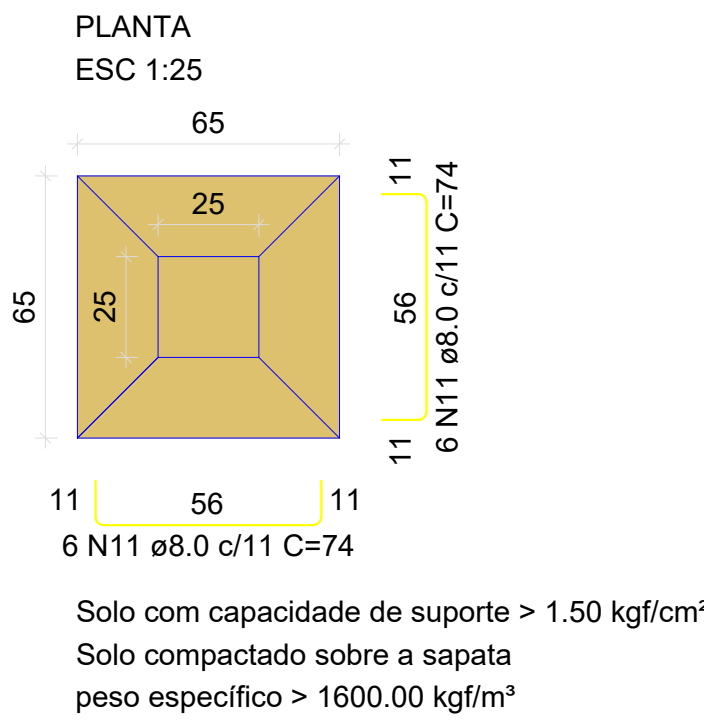 PLANTA
ESC 1:25
65
25
65
25
11
56
11
6 N11 ø8.0 c/11 C=74
11
56
11
6 N11 ø8.0 c/11 C=74
Solo com capacidade de suporte > 1.50 kgf/cm²
Solo compactado sobre a sapata
peso específico > 1600.00 kgf/m³